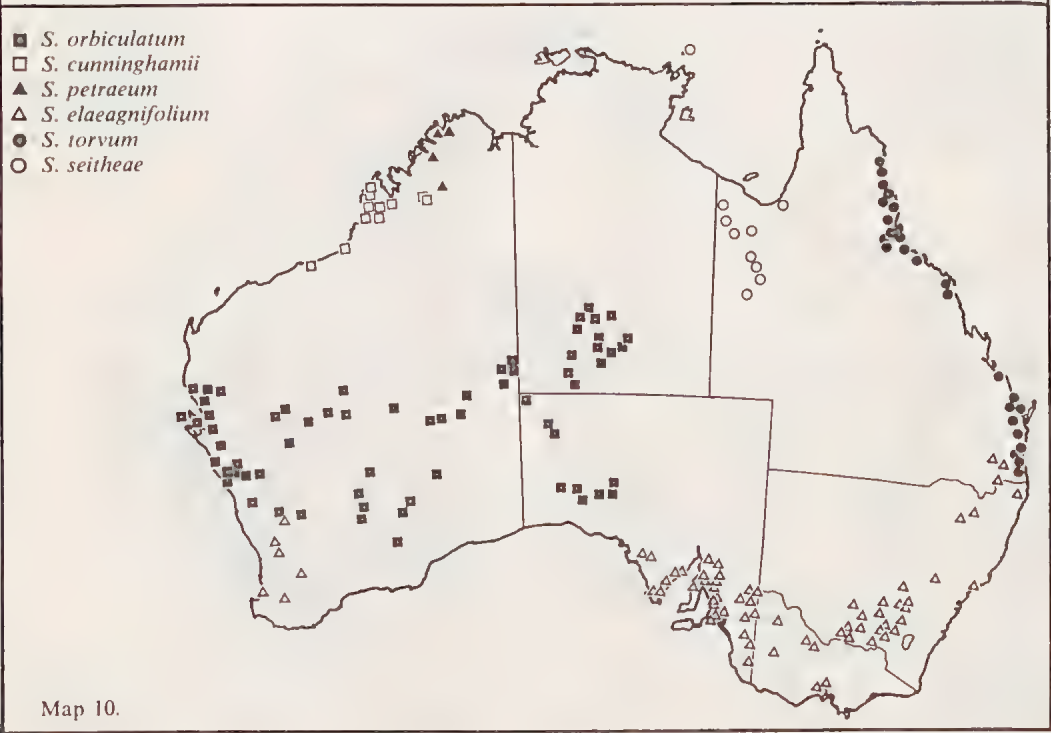 S. orbiculatum
S. cunninghamii
S. petraeum
S. elaeagnifolium
S. torvum
S. seitheae
Map 10.